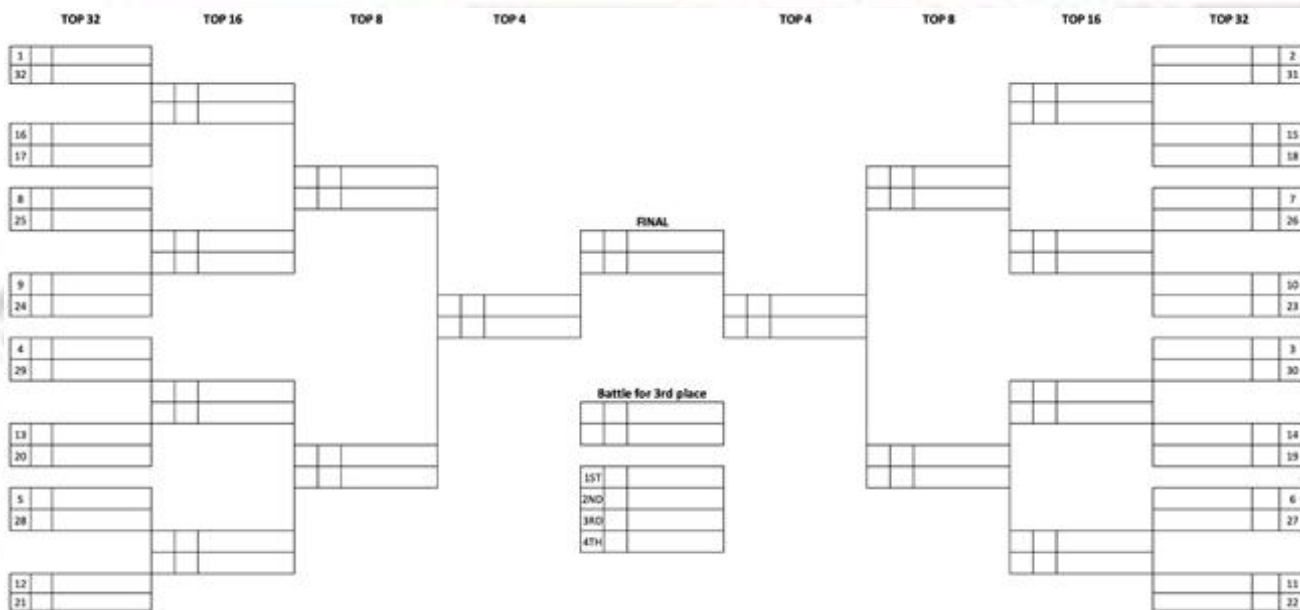 TOP 32 TOP 16 TOP 8 TOP 4 TOP 4 TOP 8 TOP 16 TOP 32
1 2
32 31
16 15
17 18
8 7
25 26
FINAL
9 10
24 23
4 3
29 30
Battle for 3rd place
13 14
20 19
1ST
5 2ND 6
28 3RD 27
4TH
12 11
21 22